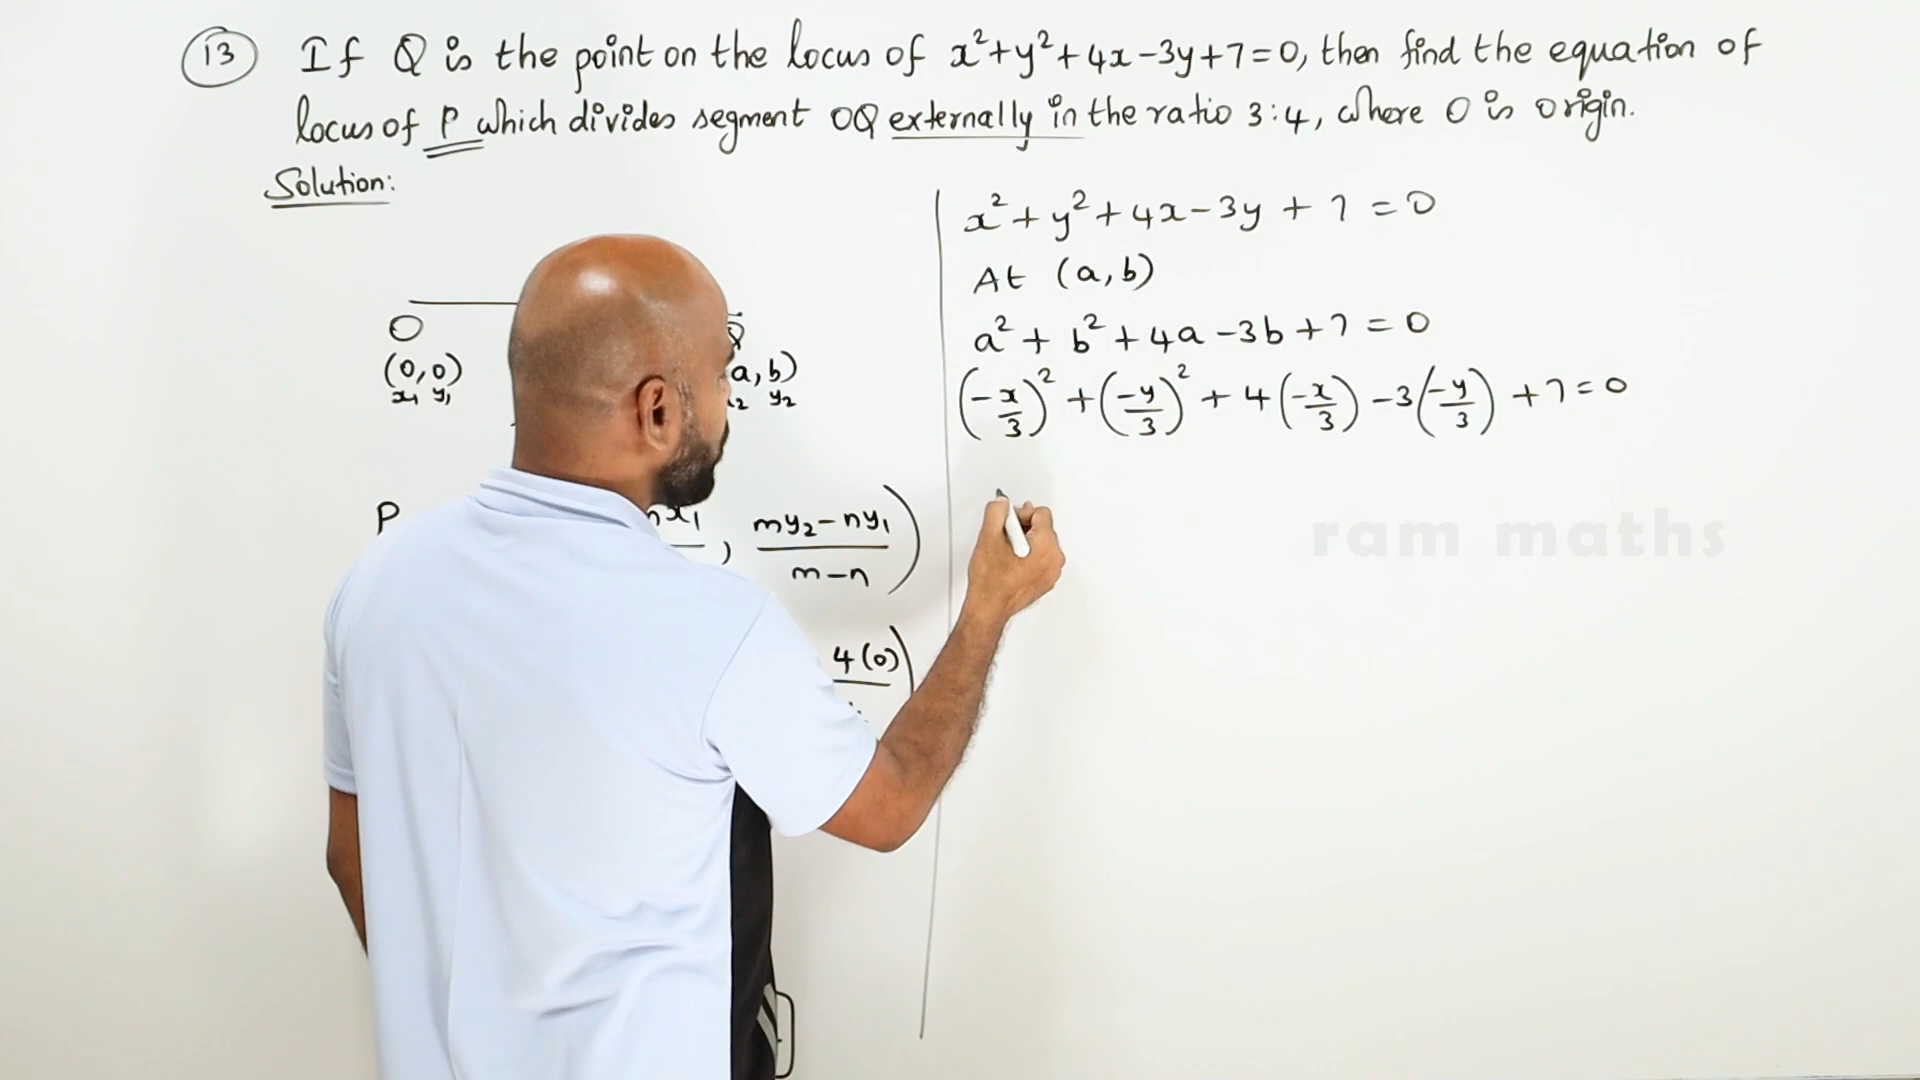 13 If Q is the point on the locus of x²+y²+4x-3y+7=0, then find the equation of
locus of P which divides segment OQ externally in the ratio 3:4, where O is origin.
Solution:
O
(0,0)
x₁ y₁
a, b)
₂ y₂
P
nx₁ , my₂-ny₁ / m-n )
4(0) )
x² + y² + 4x - 3y + 7 = 0
At (a,b)
a² + b² + 4a - 3b + 7 = 0
(-x/3)² + (-y/3)² + 4(-x/3) - 3(-y/3) + 7 = 0
ram maths